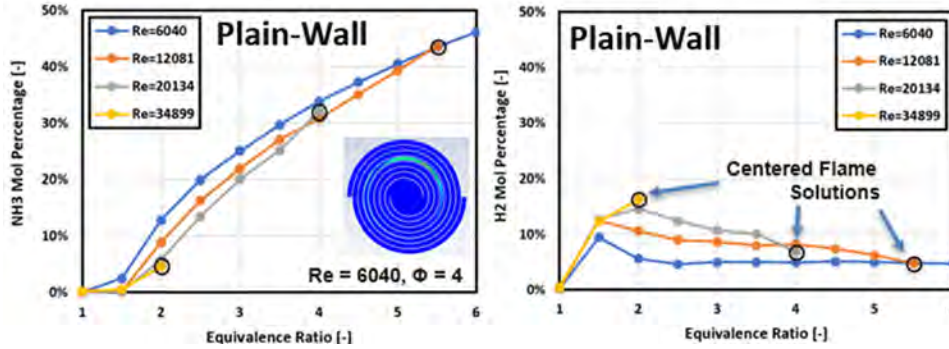 Plain-Wall
Re=6040
Re=12081
Re=20134
Re=34899
NH3 Mol Percentage [-]
50%
40%
30%
20%
10%
0%
1
2
3
4
5
6
Equivalence Ratio [-]
Re = 6040, Φ = 4
Plain-Wall
Re=6040
Re=12081
Re=20134
Re=34899
H2 Mol Percentage [-]
50%
40%
30%
20%
10%
0%
1
2
3
4
5
Equivalence Ratio [-]
Centered Flame
Solutions